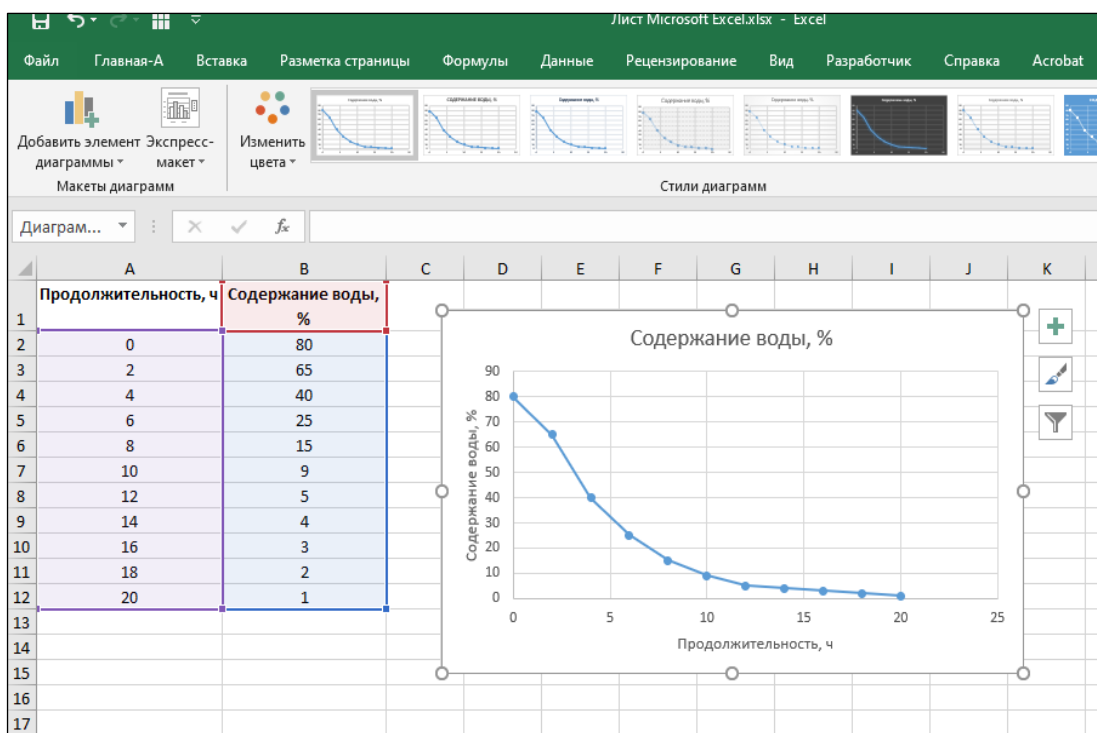 Лист Microsoft Excel.xlsx - Excel
Файл Главная-A Вставка Разметка страницы Формулы Данные Рецензирование Вид Разработчик Справка Acrobat
Добавить элемент диаграммы
Экспресс-макет
Изменить цвета
Макеты диаграмм
Стили диаграмм
Диаграм...
fx
A B C D E F G H I J K
1 Продолжительность, ч Содержание воды, %
2 0 80
3 2 65
4 4 40
5 6 25
6 8 15
7 10 9
8 12 5
9 14 4
10 16 3
11 18 2
12 20 1
13
14
15
16
17
Содержание воды, %
Содержание воды, %
90
80
70
60
50
40
30
20
10
0
0 5 10 15 20 25
Продолжительность, ч